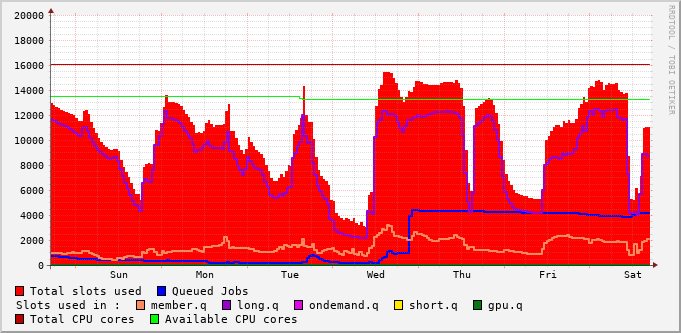 20000
18000
16000
14000
12000
10000
8000
6000
4000
2000
0
Sun Mon Tue Wed Thu Fri Sat
RRDTOOL / TOBI OETIKER
Total slots used Queued Jobs
Slots used in : member.q long.q ondemand.q short.q gpu.q
Total CPU cores Available CPU cores